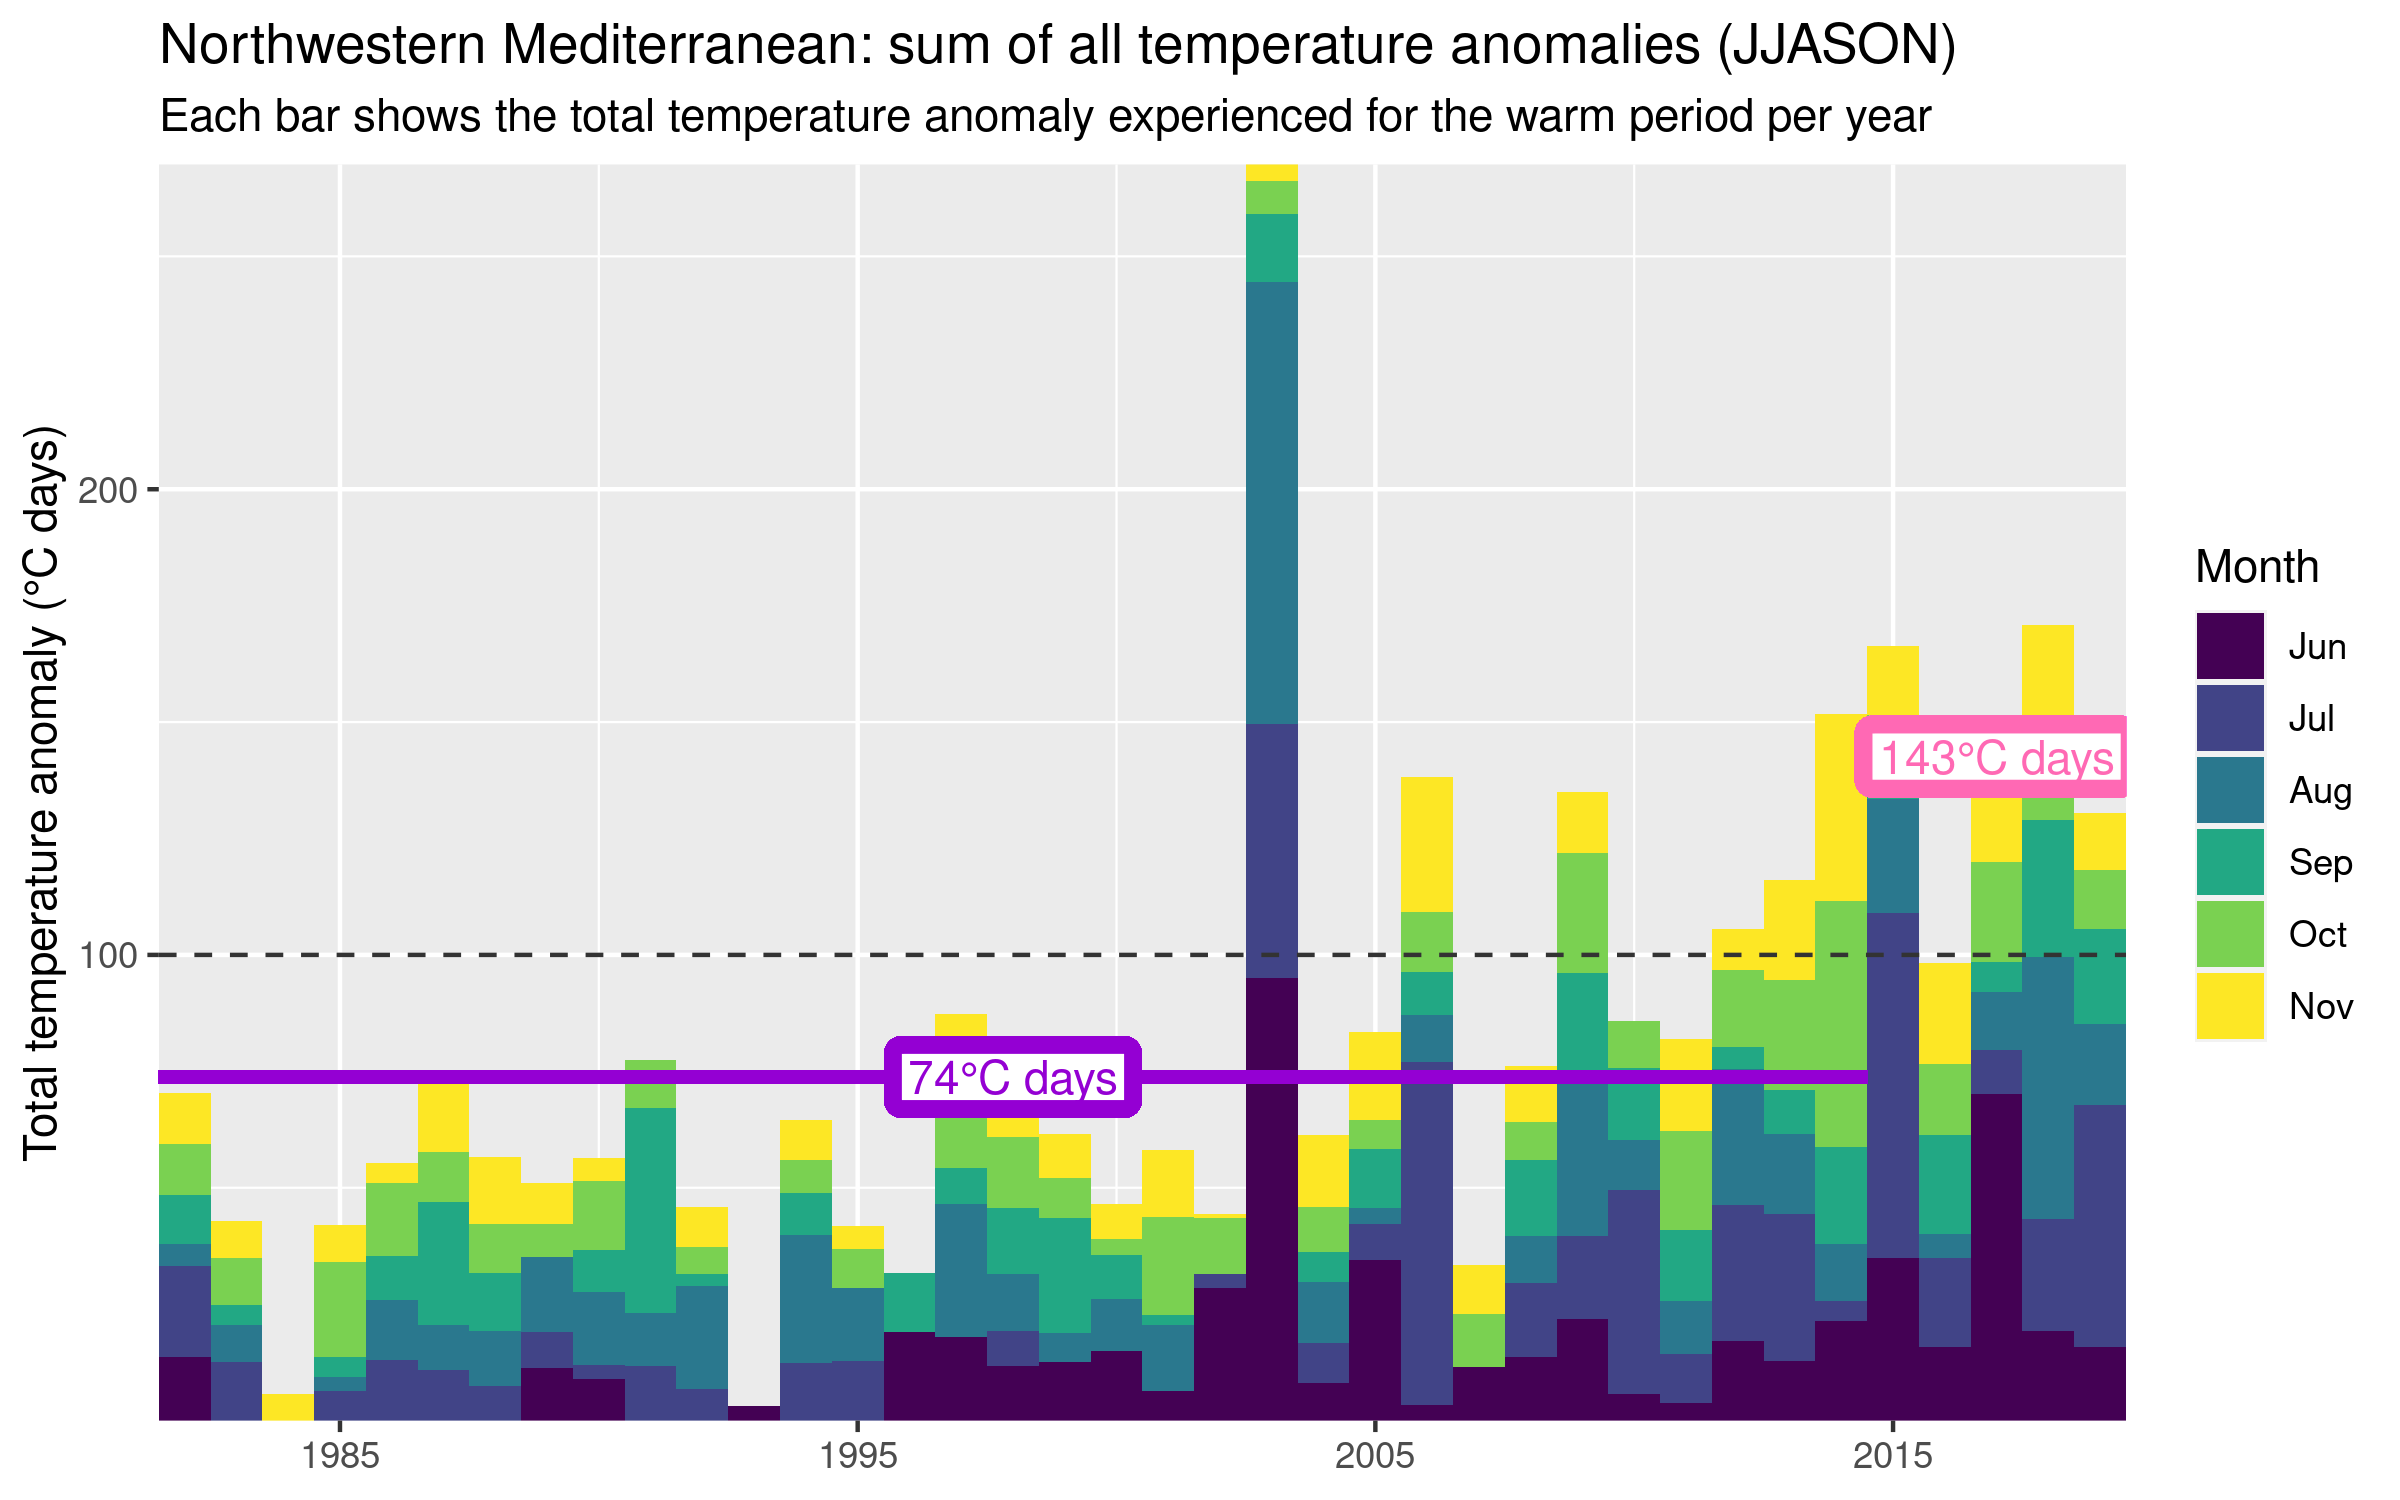 Northwestern Mediterranean: sum of all temperature anomalies (JJASON)
Each bar shows the total temperature anomaly experienced for the warm period per year
Total temperature anomaly (°C days)
200
100
74°C days
143°C days
1985
1995
2005
2015
Month
Jun
Jul
Aug
Sep
Oct
Nov